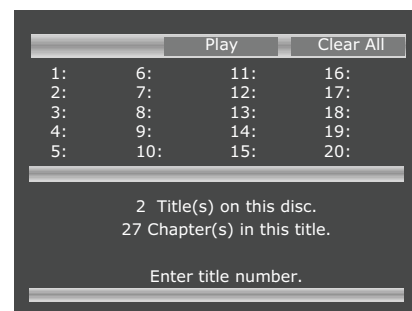 Play Clear All
1: 6: 11: 16:
2: 7: 12: 17:
3: 8: 13: 18:
4: 9: 14: 19:
5: 10: 15: 20:
2 Title(s) on this disc.
27 Chapter(s) in this title.
Enter title number.